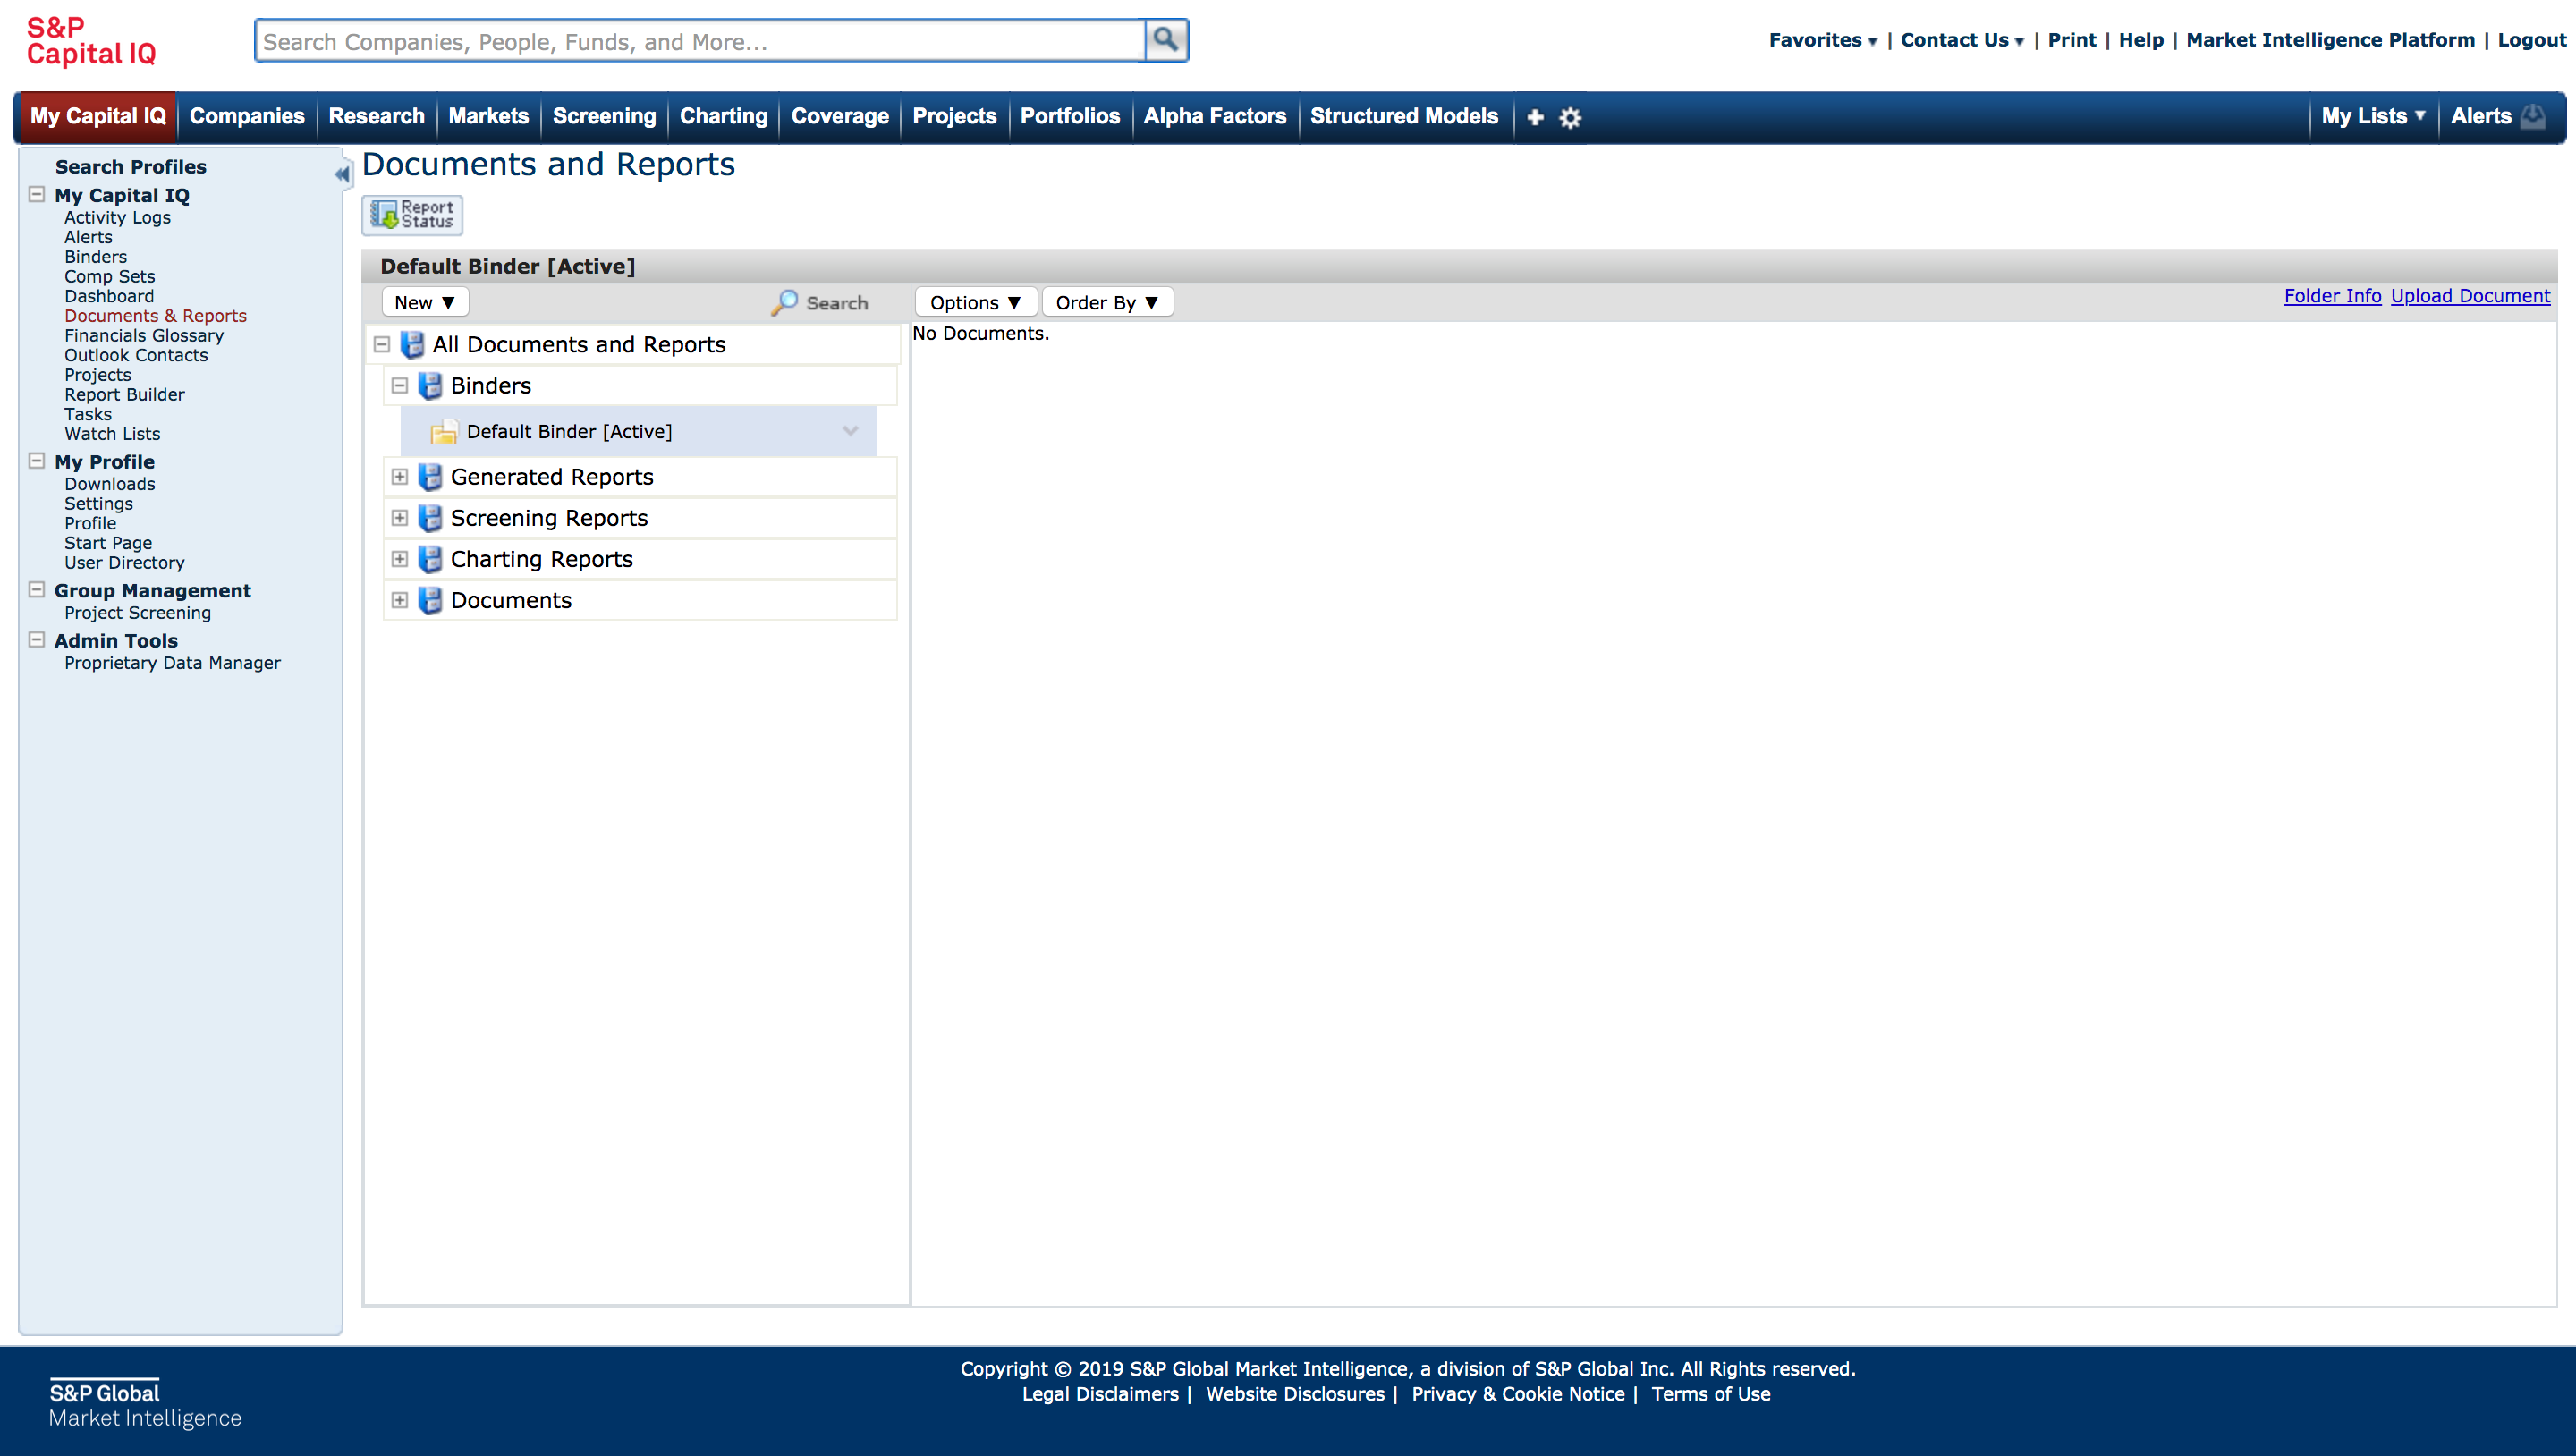 S&P
Capital IQ
Search Companies, People, Funds, and More...
Favorites ▼ | Contact Us ▼ | Print | Help | Market Intelligence Platform | Logout
My Capital IQ Companies Research Markets Screening Charting Coverage Projects Portfolios Alpha Factors Structured Models My Lists ▼ Alerts
Search Profiles
My Capital IQ
Activity Logs
Alerts
Binders
Comp Sets
Dashboard
Documents & Reports
Financials Glossary
Outlook Contacts
Projects
Report Builder
Tasks
Watch Lists
My Profile
Downloads
Settings
Profile
Start Page
User Directory
Group Management
Project Screening
Admin Tools
Proprietary Data Manager
Documents and Reports
Report
Status
Default Binder [Active]
New ▼ Search Options ▼ Order By ▼ Folder Info Upload Document
All Documents and Reports
Binders
Default Binder [Active]
Generated Reports
Screening Reports
Charting Reports
Documents
No Documents.
S&P Global
Market Intelligence
Copyright © 2019 S&P Global Market Intelligence, a division of S&P Global Inc. All Rights reserved.
Legal Disclaimers | Website Disclosures | Privacy & Cookie Notice | Terms of Use